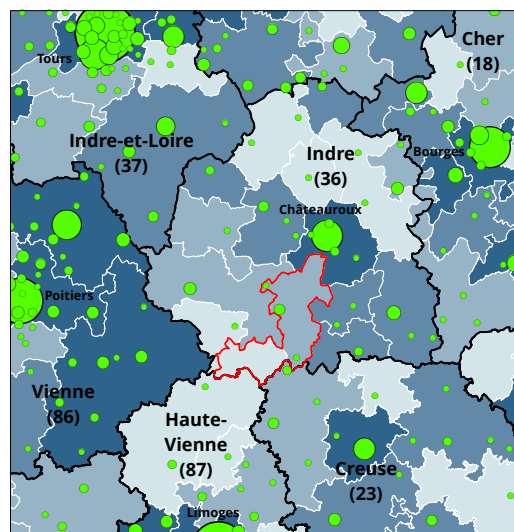 Cher
(18)
Tours
Indre-et-Loire
(37)
Indre
(36)
Bourges
Châteauroux
Poitiers
Vienne
(86)
Haute-
Vienne
(87)
Creuse
(23)
Limoges